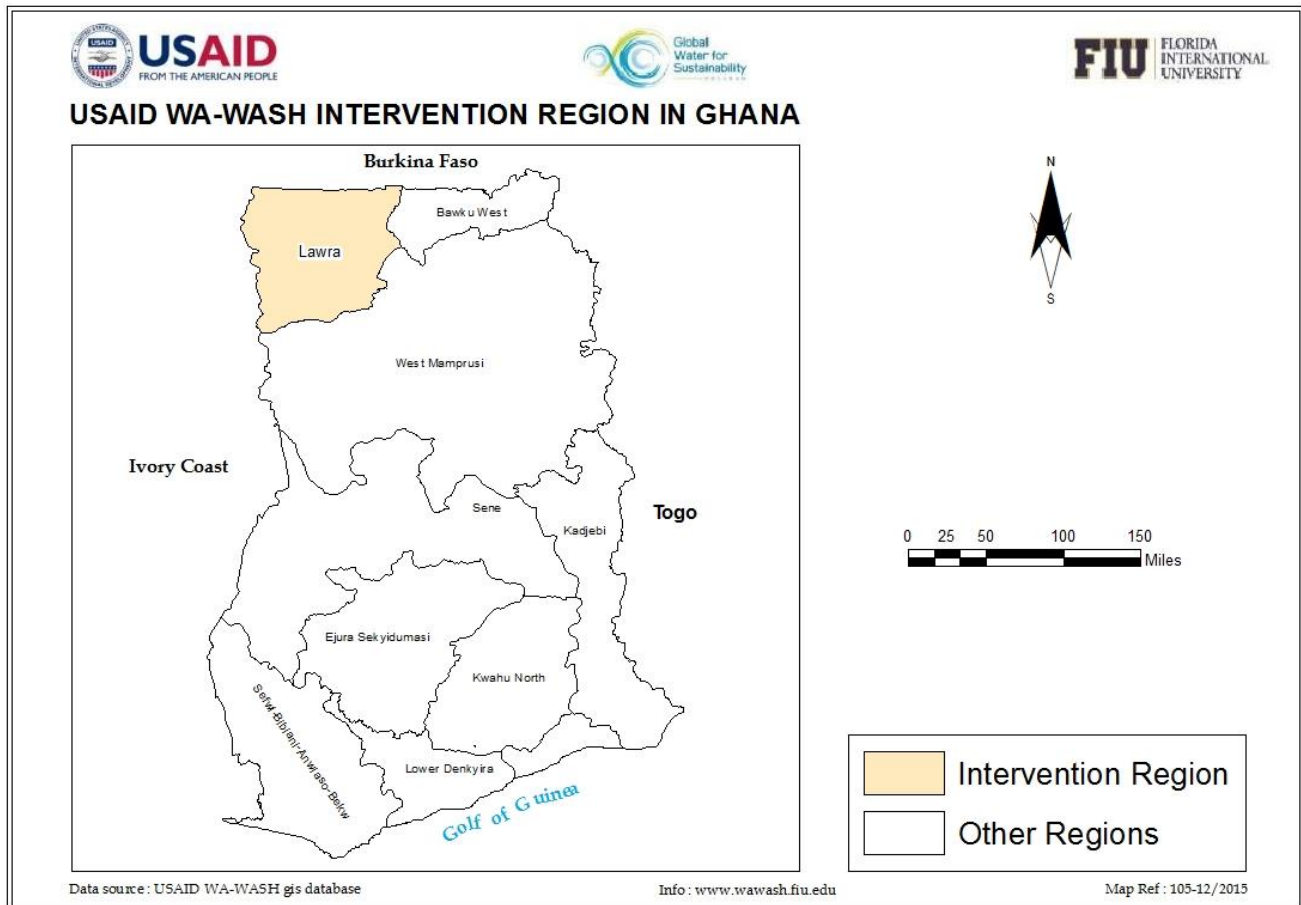 USAID
USAID
FROM THE AMERICAN PEOPLE
Global
Water for
Sustainability
PROGRAM
FIU
FLORIDA
INTERNATIONAL
UNIVERSITY
USAID WA-WASH INTERVENTION REGION IN GHANA
Burkina Faso
Bawku West
Lawra
West Mamprusi
Ivory Coast
Sene
Kadjebi
Togo
Ejura Sekyidumasi
Kwahu North
Sefwi-Bibiani-Anwiaso-Bekw
Lower Denkyira
Golf of Guinea
N
S
0 25 50 100 150
Miles
Intervention Region
Other Regions
Data source : USAID WA-WASH gis database
Info : www.wawash.fiu.edu
Map Ref : 105-12/2015